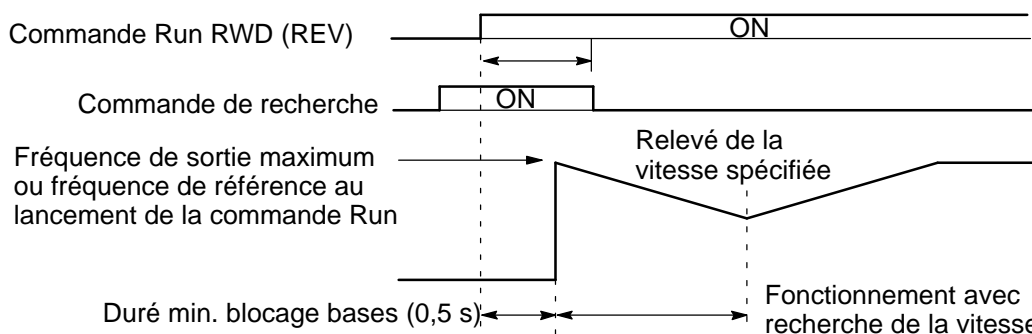 Commande Run RWD (REV)
ON
Commande de recherche
ON
Fréquence de sortie maximum
ou fréquence de référence au
lancement de la commande Run
Relevé de la
vitesse spécifiée
Duré min. blocage bases (0,5 s)
Fonctionnement avec
recherche de la vitesse